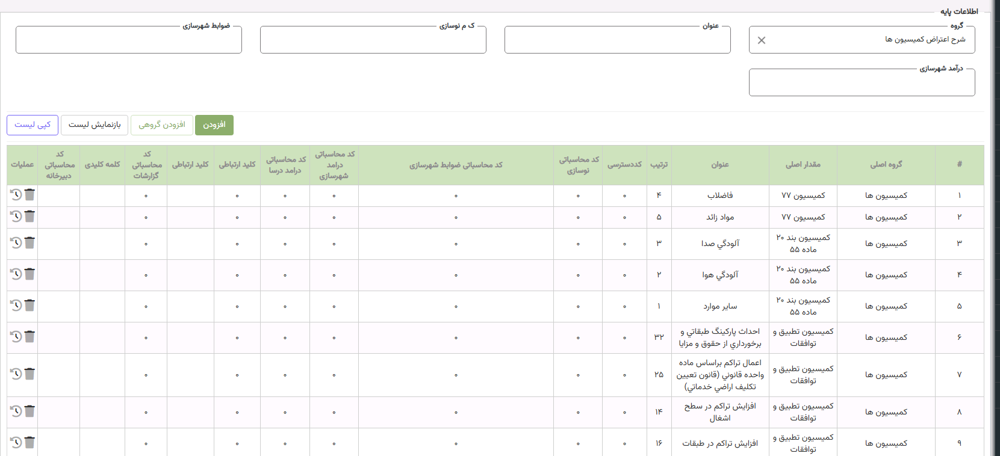 اطلاعات پایه
گروه
شرح اعتراض کمیسیون ها
عنوان
ک م نوسازی
ضوابط شهرسازی
درآمد شهرسازی
افزودن
افزودن گروهی
بازنمایش لیست
کپی لیست
# گروه اصلی مقدار اصلی عنوان ترتیب کددسترسی کد محاسباتی نوسازی کد محاسباتی ضوابط شهرسازی کد محاسباتی درامد شهرسازی کد محاسباتی درامد درسا کلید ارتباطی کلید ارتباطی کد محاسباتی گزارشات کلمه کلیدی کد محاسباتی دبیرخانه عملیات
۱ کمیسیون ها کمیسیون ۷۷ فاضلاب ۴ ۰ ۰ ۰ ۰ ۰ ۰ ۰
۲ کمیسیون ها کمیسیون ۷۷ مواد زائد ۵ ۰ ۰ ۰ ۰ ۰ ۰ ۰
۳ کمیسیون ها کمیسیون بند ۲۰ ماده ۵۵ آلودگي صدا ۳ ۰ ۰ ۰ ۰ ۰ ۰ ۰
۴ کمیسیون ها کمیسیون بند ۲۰ ماده ۵۵ آلودگي هوا ۲ ۰ ۰ ۰ ۰ ۰ ۰ ۰
۵ کمیسیون ها کمیسیون بند ۲۰ ماده ۵۵ سایر موارد ۱ ۰ ۰ ۰ ۰ ۰ ۰ ۰
۶ کمیسیون ها کمیسیون تطبیق و توافقات احداث پارکینگ طبقاتي و برخورداري از حقوق و مزایا ۳۲ ۰ ۰ ۰ ۰ ۰ ۰ ۰
۷ کمیسیون ها کمیسیون تطبیق و توافقات اعمال تراکم براساس ماده واحده قانوني (قانون تعیین تکلیف اراضي خدماتي) ۲۵ ۰ ۰ ۰ ۰ ۰ ۰ ۰
۸ کمیسیون ها کمیسیون تطبیق و توافقات افزایش تراکم در سطح اشغال ۱۴ ۰ ۰ ۰ ۰ ۰ ۰ ۰
۹ کمیسیون ها کمیسیون تطبیق و توافقات افزایش تراکم در طبقات ۱۶ ۰ ۰ ۰ ۰ ۰ ۰ ۰